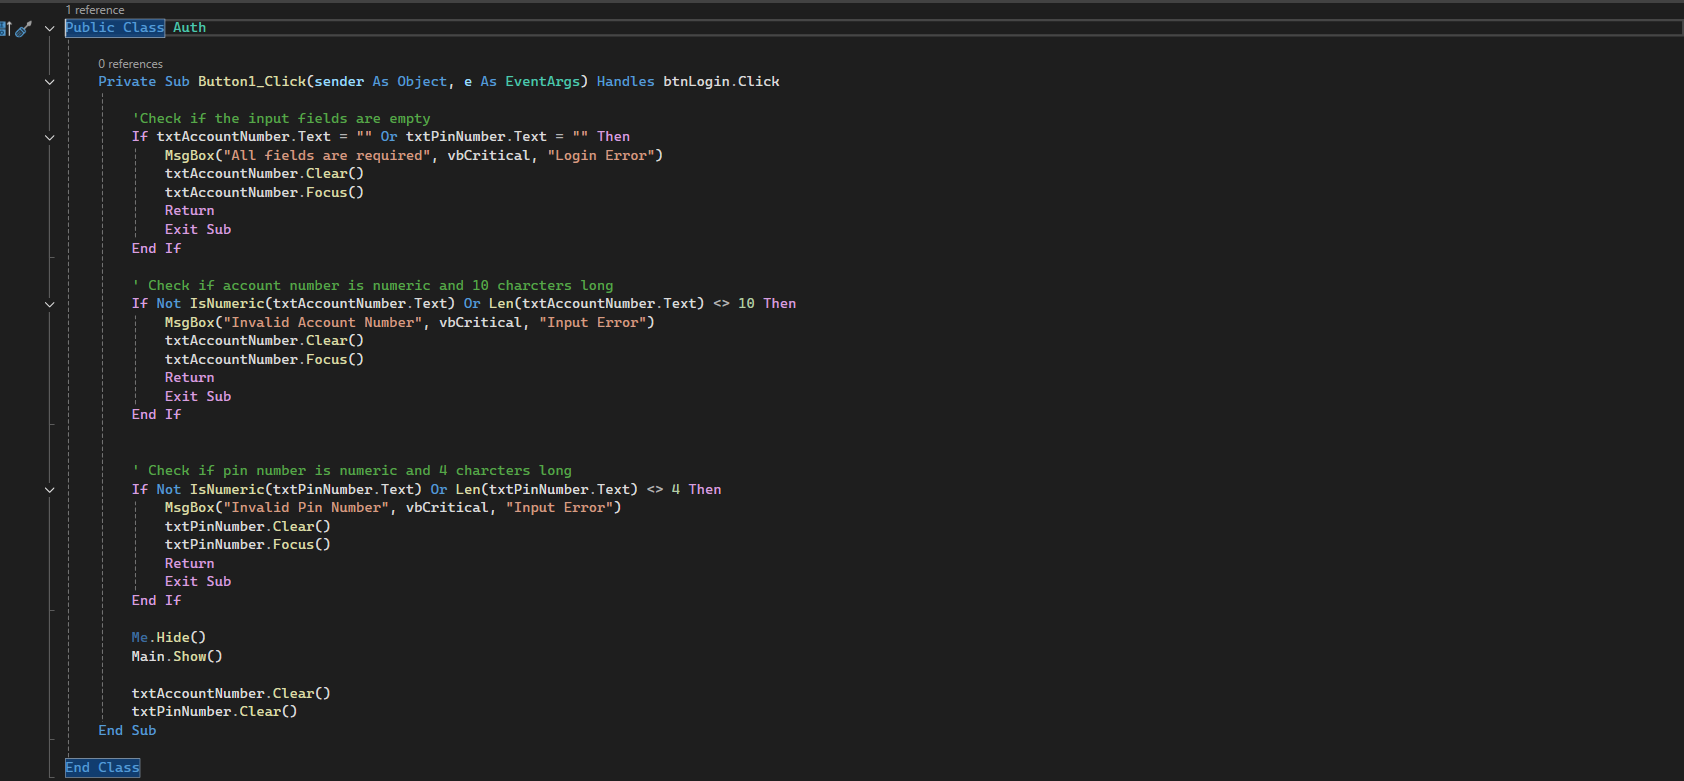 1 reference
Public Class Auth
0 references
Private Sub Button1_Click(sender As Object, e As EventArgs) Handles btnLogin.Click
'Check if the input fields are empty
If txtAccountNumber.Text = "" Or txtPinNumber.Text = "" Then
MsgBox("All fields are required", vbCritical, "Login Error")
txtAccountNumber.Clear()
txtAccountNumber.Focus()
Return
Exit Sub
End If
' Check if account number is numeric and 10 charcters long
If Not IsNumeric(txtAccountNumber.Text) Or Len(txtAccountNumber.Text) <> 10 Then
MsgBox("Invalid Account Number", vbCritical, "Input Error")
txtAccountNumber.Clear()
txtAccountNumber.Focus()
Return
Exit Sub
End If
' Check if pin number is numeric and 4 charcters long
If Not IsNumeric(txtPinNumber.Text) Or Len(txtPinNumber.Text) <> 4 Then
MsgBox("Invalid Pin Number", vbCritical, "Input Error")
txtPinNumber.Clear()
txtPinNumber.Focus()
Return
Exit Sub
End If
Me.Hide()
Main.Show()
txtAccountNumber.Clear()
txtPinNumber.Clear()
End Sub
End Class